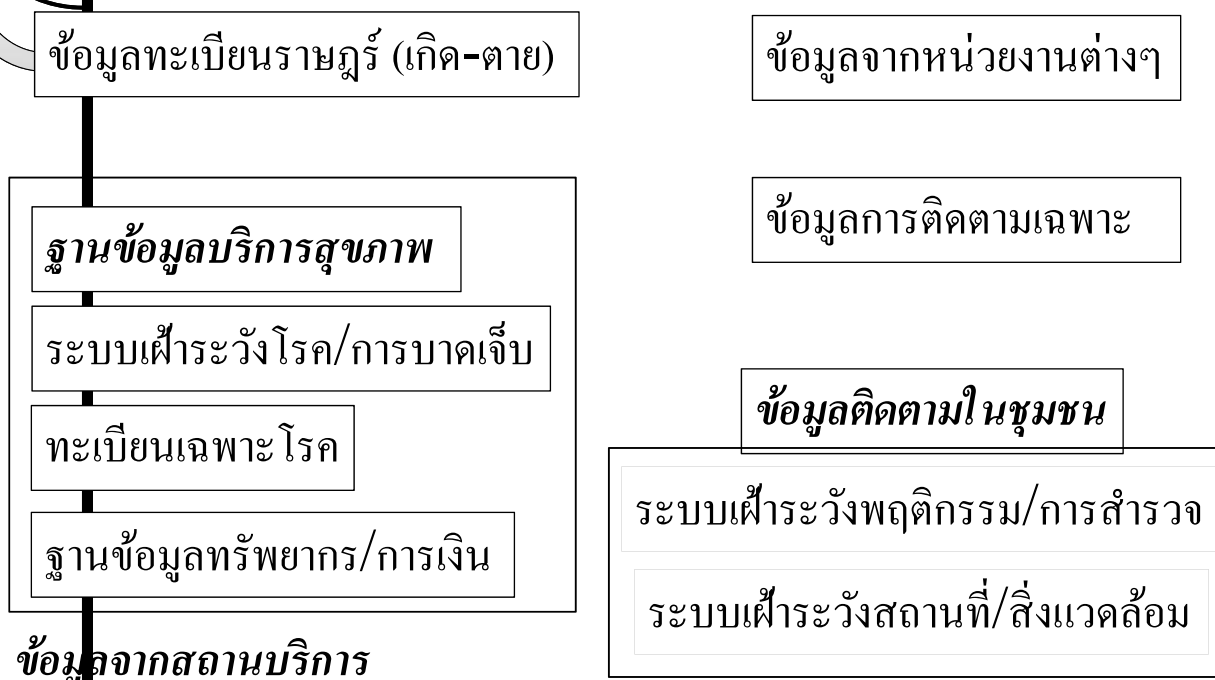 ข้อมูลทะเบียนราษฎร์ (เกิด-ตาย)
ข้อมูลจากหน่วยงานต่างๆ
ข้อมูลการติดตามเฉพาะ
ฐานข้อมูลบริการสุขภาพ
ระบบเฝ้าระวังโรค/การบาดเจ็บ
ทะเบียนเฉพาะโรค
ฐานข้อมูลทรัพยากร/การเงิน
ข้อมูลจากสถานบริการ
ข้อมูลติดตามในชุมชน
ระบบเฝ้าระวังพฤติกรรม/การสำรวจ
ระบบเฝ้าระวังสถานที่/สิ่งแวดล้อม